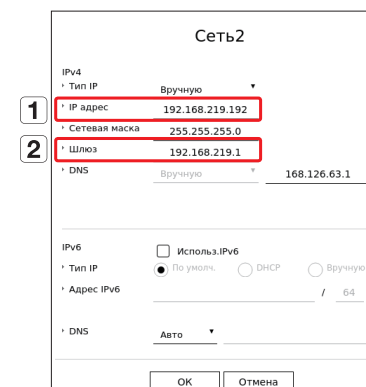 Сеть2
IPv4
Тип IP Вручную
1 IP адрес 192.168.219.192
Сетевая маска 255.255.255.0
2 Шлюз 192.168.219.1
DNS Вручную 168.126.63.1
IPv6 Использ.IPv6
Тип IP По умолч. DHCP Вручную
Адрес IPv6 / 64
DNS Авто
ОК Отмена